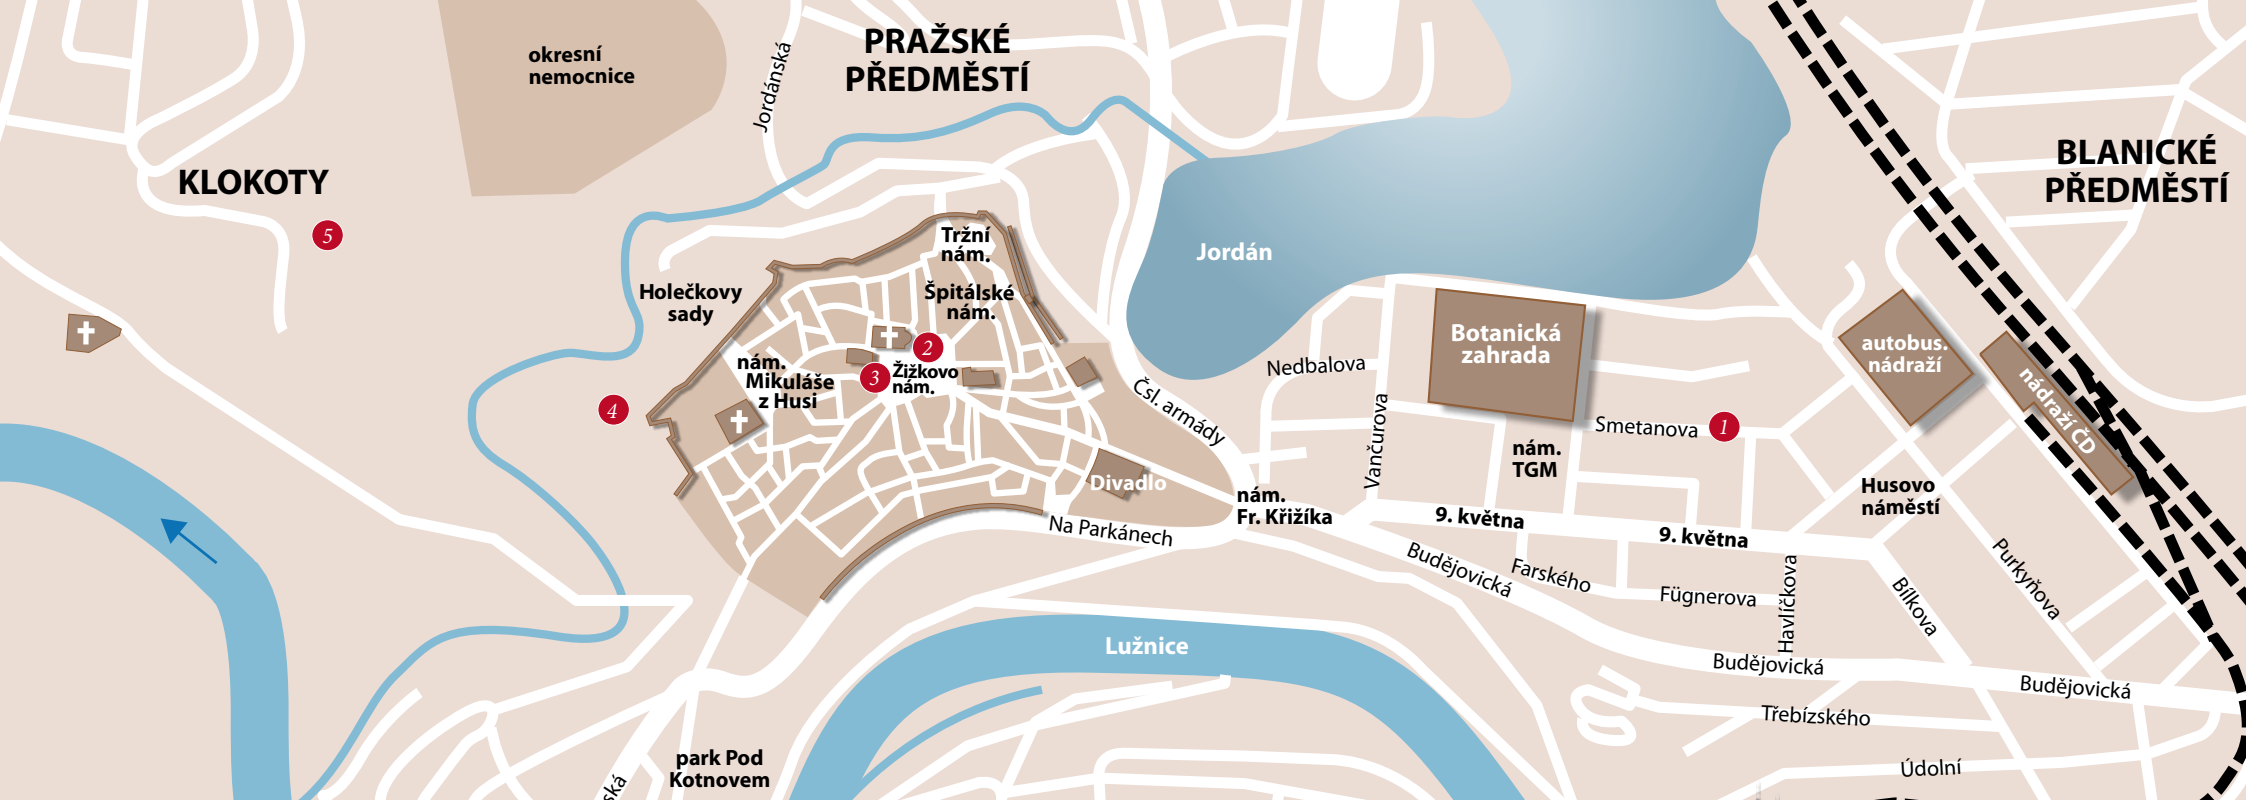 okresní
nemocnice
Jordánská
PRAŽSKÉ
PŘEDMĚSTÍ
BLANICKÉ
PŘEDMĚSTÍ
KLOKOTY
5
Tržní
nám.
Jordán
Holečkovy
sady
Špitálské
nám.
Botanická
zahrada
autobus.
nádraží
nádraží ČD
2
nám.
Mikuláše
z Husi
3
Žižkovo
nám.
Nedbalova
4
Čsl. armády
Vančurova
Smetanova
1
nám.
TGM
Divadlo
nám.
Fr. Křižíka
Husovo
náměstí
Na Parkánech
9. května
9. května
Budějovická
Farského
Fügnerova
Havlíčkova
Bílkova
Purkyňova
Lužnice
Budějovická
Budějovická
Třebízského
park Pod
Kotnovem
Údolní
ská